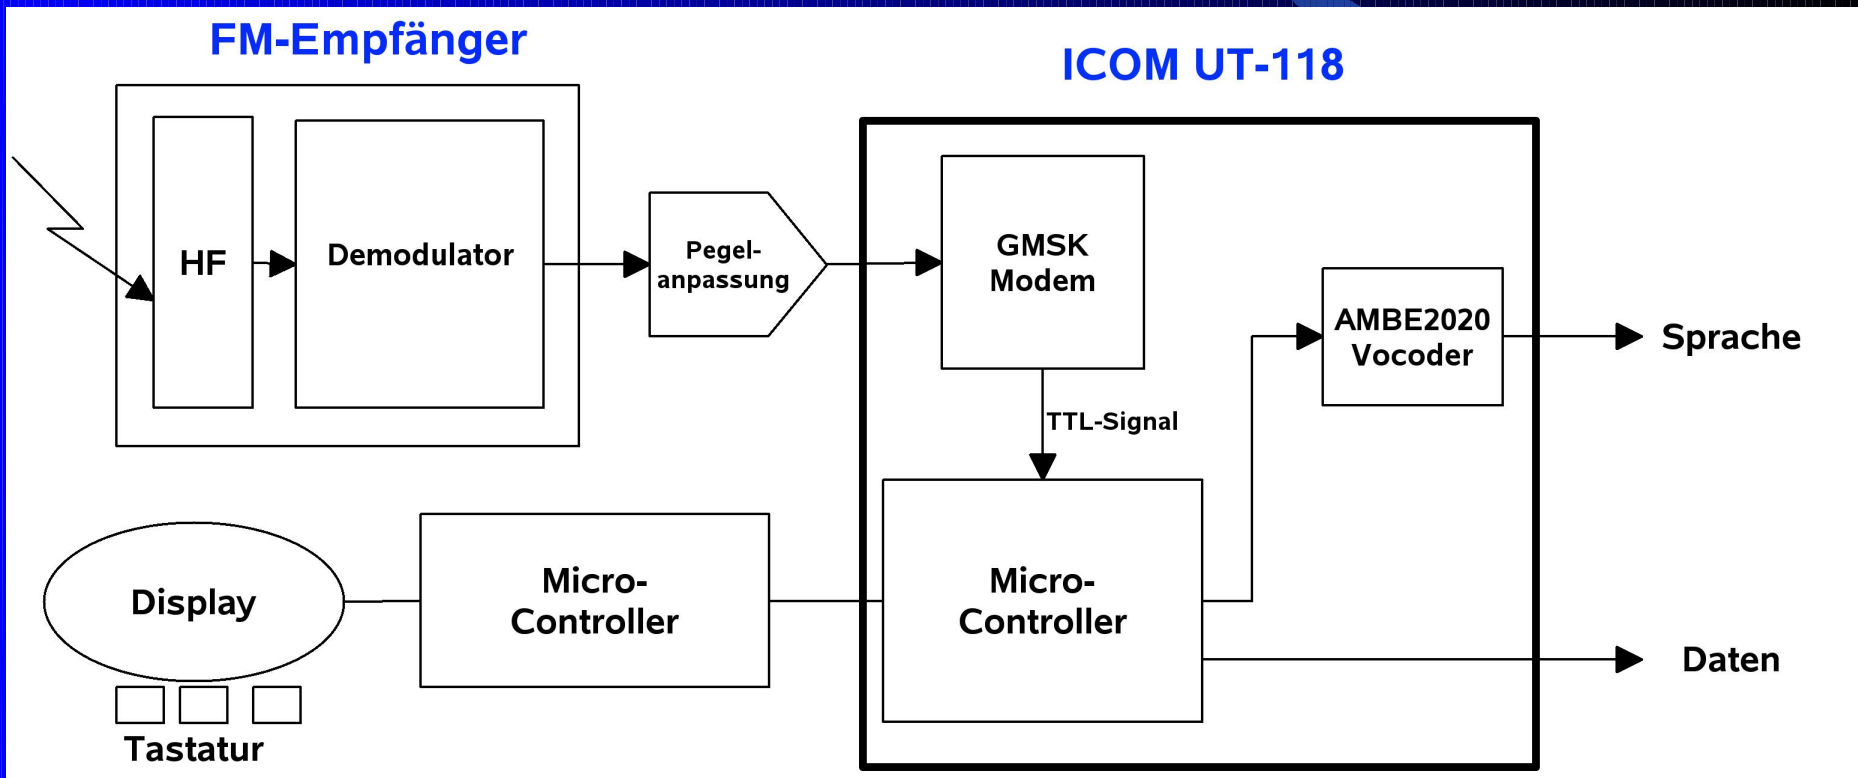 FM-Empfänger
ICOM UT-118
HF
Demodulator
Pegel-
anpassung
GMSK
Modem
AMBE2020
Vocoder
Sprache
TTL-Signal
Display
Micro-
Controller
Micro-
Controller
Daten
Tastatur